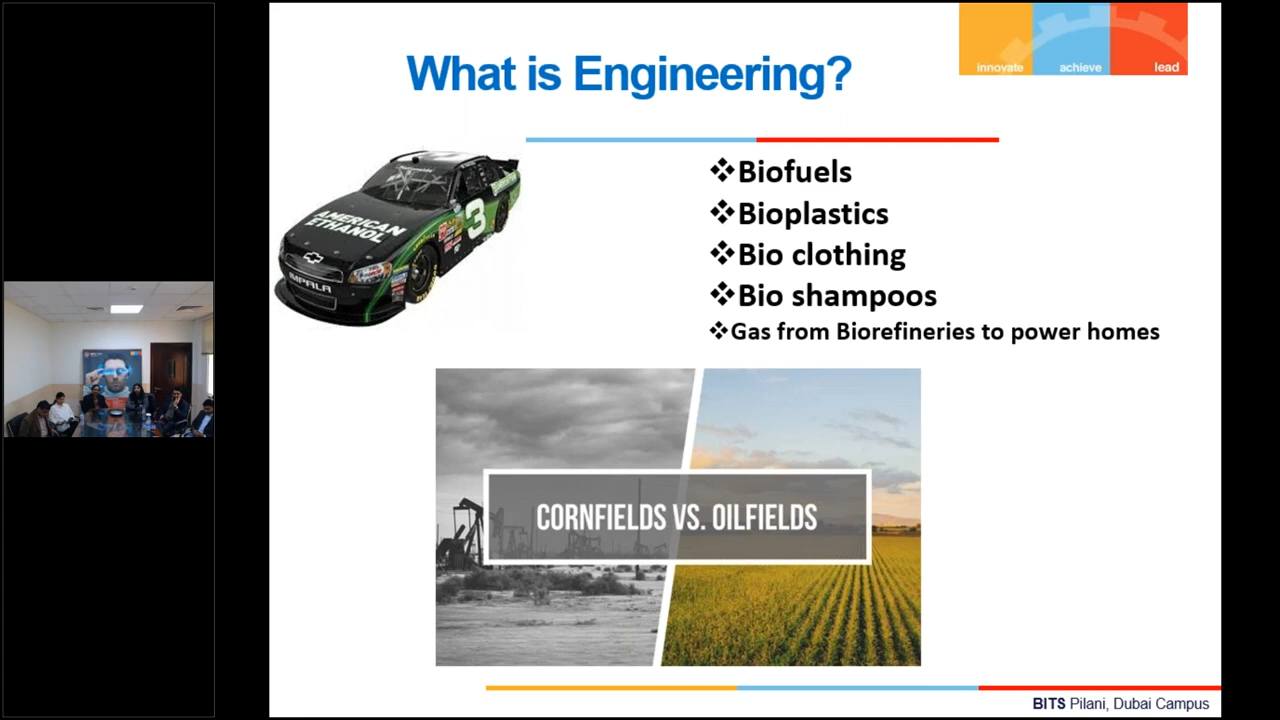 What is Engineering?
innovate achieve lead
AMERICAN
ETHANOL
3
IMPALA
❖Biofuels
❖Bioplastics
❖Bio clothing
❖Bio shampoos
❖Gas from Biorefineries to power homes
CORNFIELDS VS. OILFIELDS
BITS Pilani, Dubai Campus